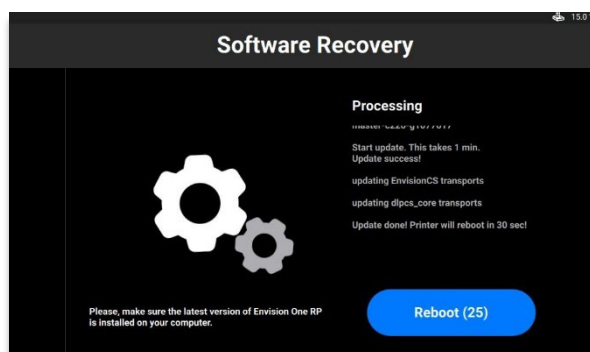 15.0
Software Recovery
Processing
Start update. This takes 1 min.
Update success!
updating EnvisionCS transports
updating dlpcs_core transports
Update done! Printer will reboot in 30 sec!
Please, make sure the latest version of Envision One RP
is installed on your computer.
Reboot (25)